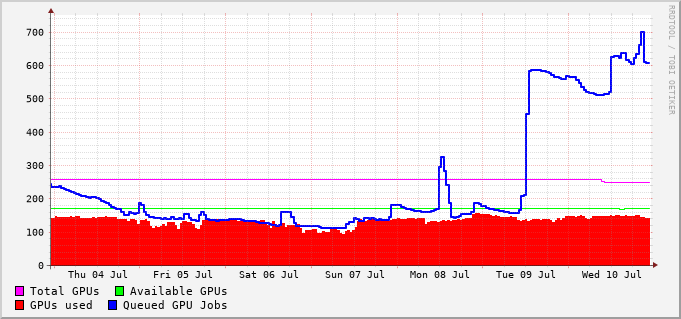 RRDTOOL / TOBI OETIKER
700
600
500
400
300
200
100
0
Thu 04 Jul Fri 05 Jul Sat 06 Jul Sun 07 Jul Mon 08 Jul Tue 09 Jul Wed 10 Jul
Total GPUs Available GPUs
GPUs used Queued GPU Jobs